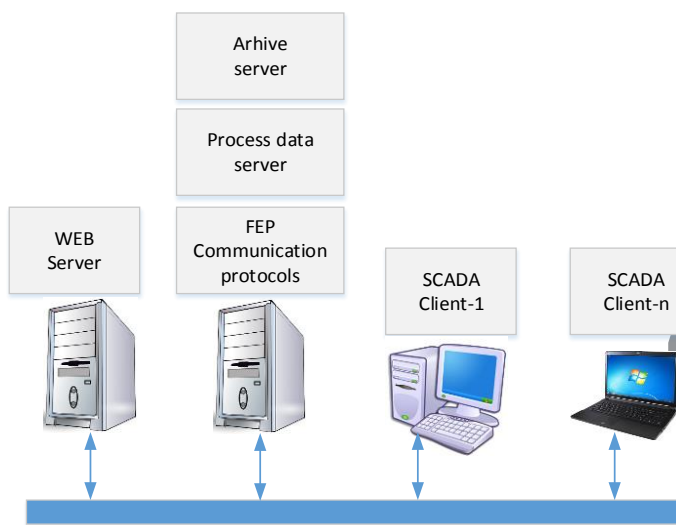 Arhive
server
Process data
server
WEB
Server
FEP
Communication
protocols
SCADA
Client-1
SCADA
Client-n